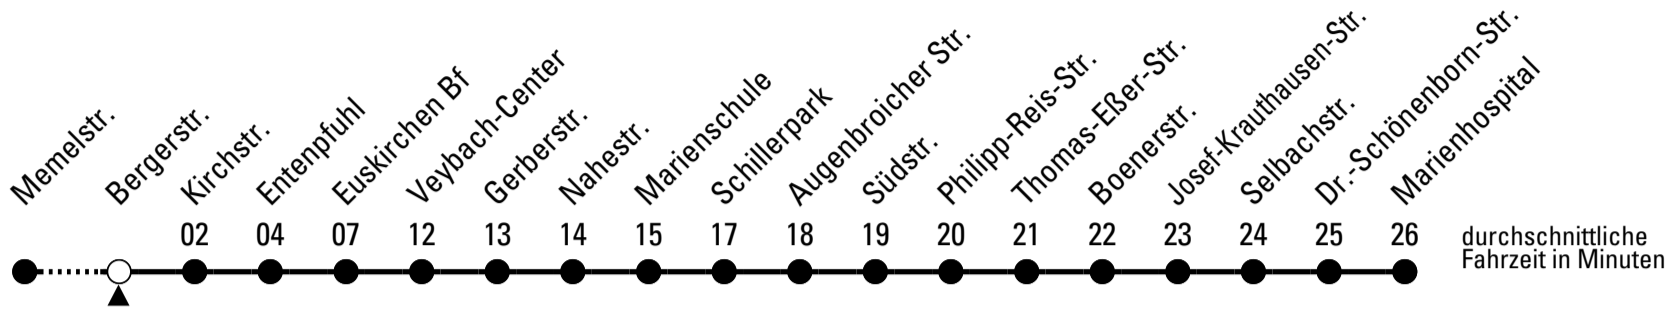 Memelstr.
Bergerstr.
Kirchstr.
Entenpfuhl
Euskirchen Bf
Veybach-Center
Gerberstr.
Nahestr.
Marienschule
Schillerpark
Augenbroicher Str.
Südstr.
Philipp-Reis-Str.
Thomas-Eßer-Str.
Boenerstr.
Josef-Krauthausen-Str.
Selbachstr.
Dr.-Schönenborn-Str.
Marienhospital
02 04 07 12 13 14 15 17 18 19 20 21 22 23 24 25 26
durchschnittliche
Fahrzeit in Minuten